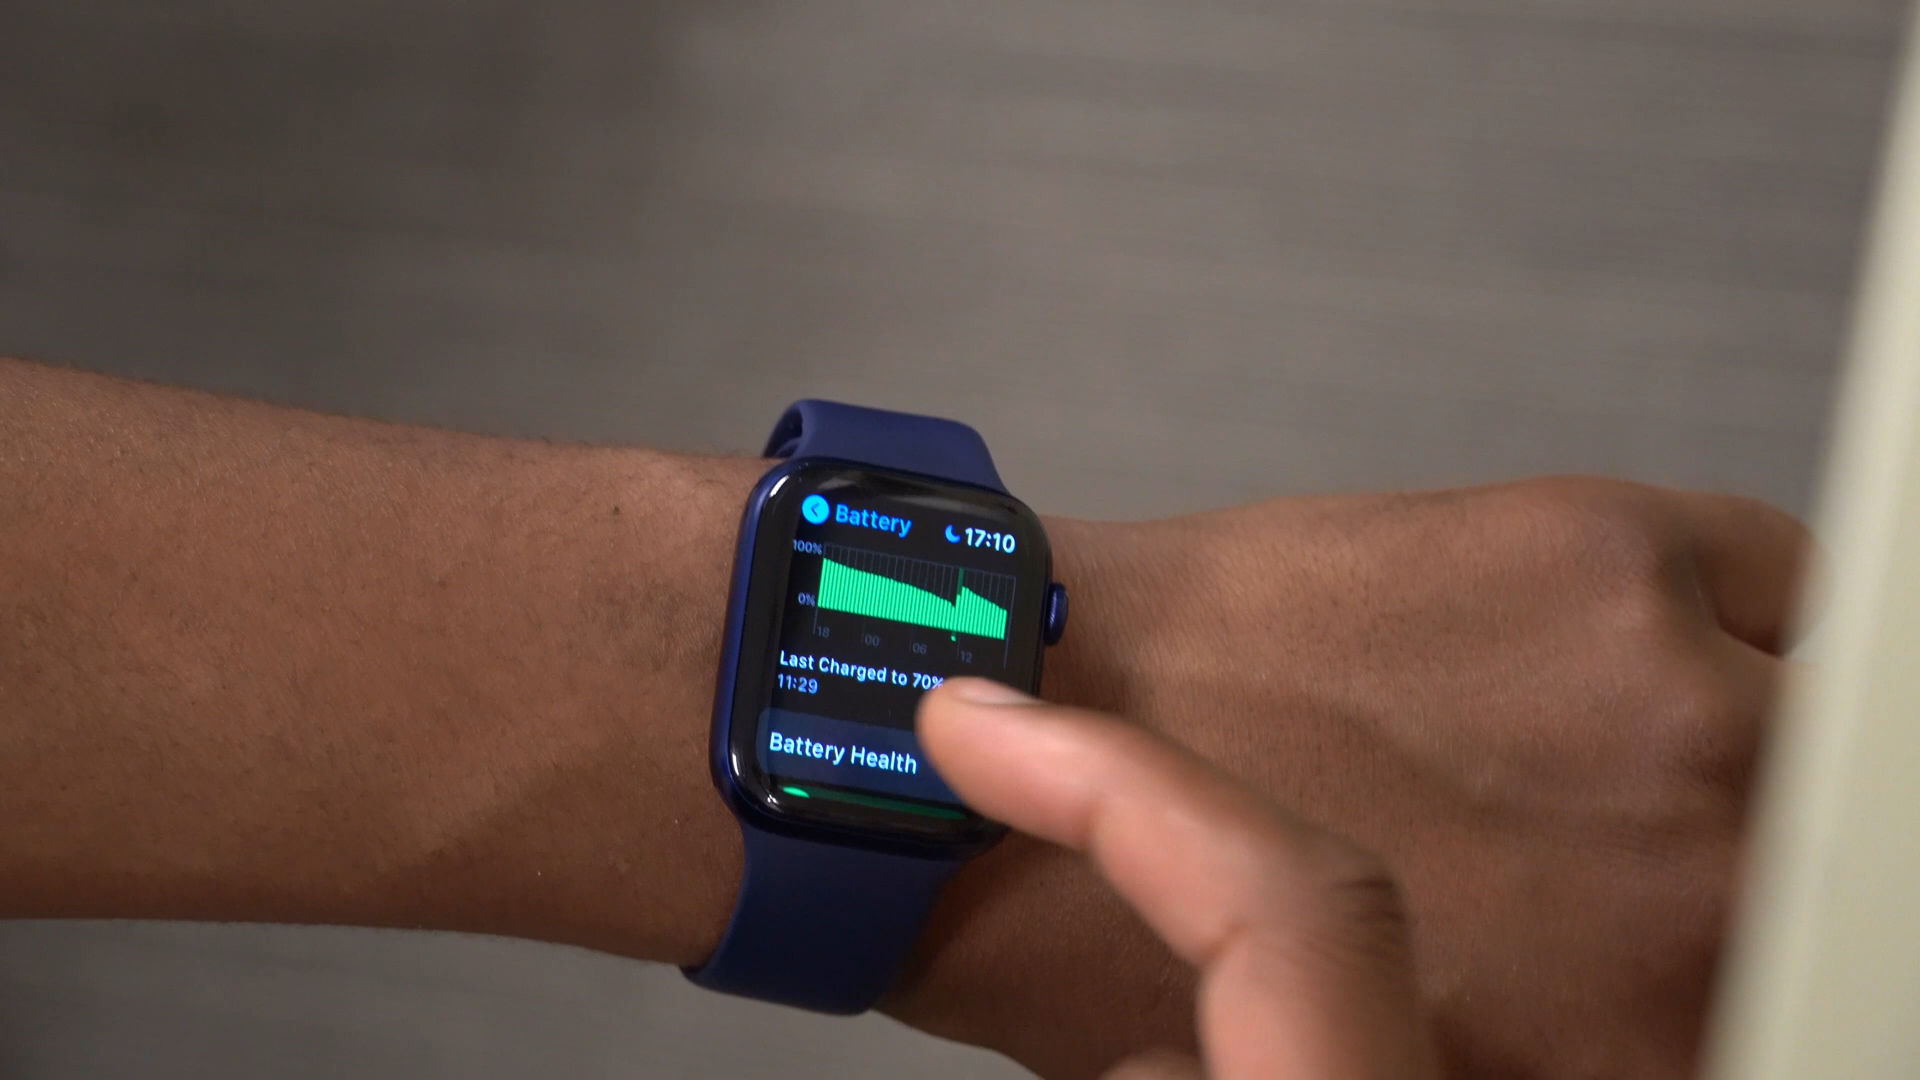 Battery 17:10
100%
0%
18 00 06 12
Last Charged to 70%
11:29
Battery Health